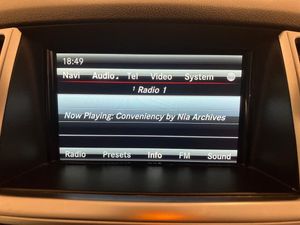 18:49
Navi Audio Tel Video System
1 Radio 1
Now Playing: Conveniency by Nia Archives
Radio Presets Info FM Sound